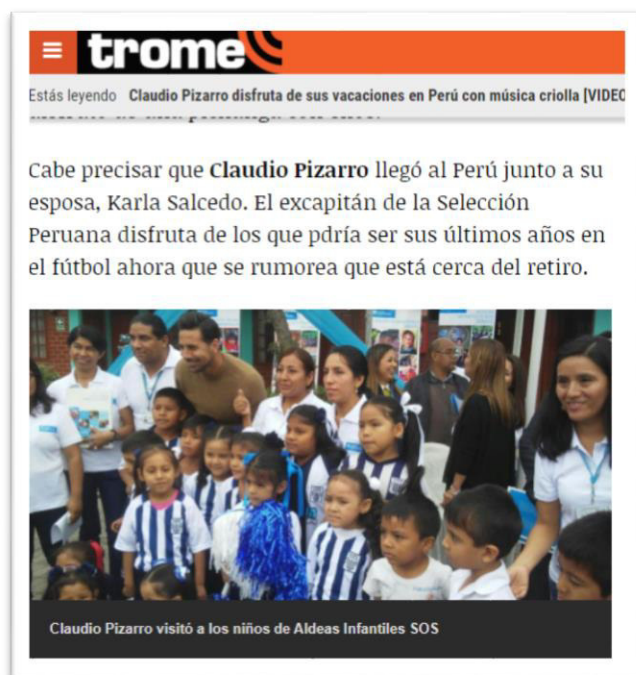 trome
Estás leyendo Claudio Pizarro disfruta de sus vacaciones en Perú con música criolla [VIDEO
Cabe precisar que Claudio Pizarro llegó al Perú junto a su
esposa, Karla Salcedo. El excapitán de la Selección
Peruana disfruta de los que pdría ser sus últimos años en
el fútbol ahora que se rumorea que está cerca del retiro.
Claudio Pizarro visitó a los niños de Aldeas Infantiles SOS